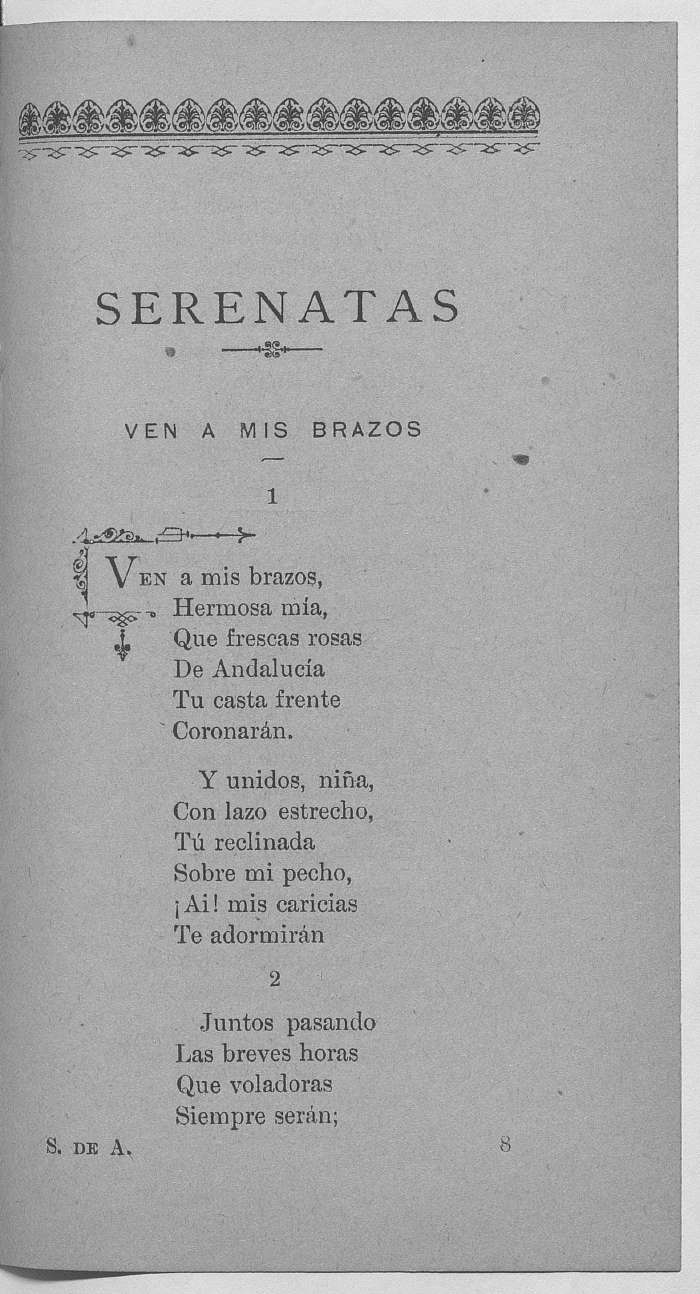 SERENATAS
VEN A MIS BRAZOS
1
VEN a mis brazos,
Hermosa mía,
Que frescas rosas
De Andalucía
Tu casta frente
Coronarán.
Y unidos, niña,
Con lazo estrecho,
Tú reclinada
Sobre mi pecho,
¡Ai! mis caricias
Te adormirán
2
Juntos pasando
Las breves horas
Que voladoras
Siempre serán;
S. DE A. 8